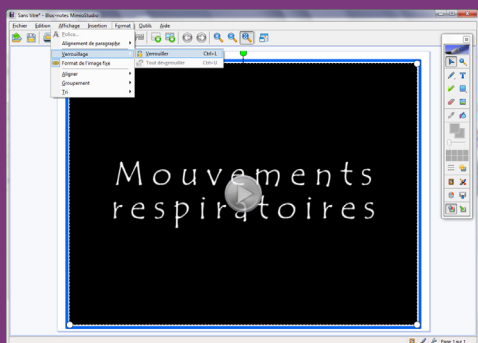 Sans titre* - Bloc-notes MimioStudio
Fichier Edition Affichage Insertion Format Outils Aide
Police...
Alignement de paragraphe
Verrouillage
Verrouiller Ctrl+L
Format de l'image fixe
Tout déverrouiller Ctrl+U
Aligner
Groupement
Tri
Mouvements
respiratoires
Page 1 sur 1